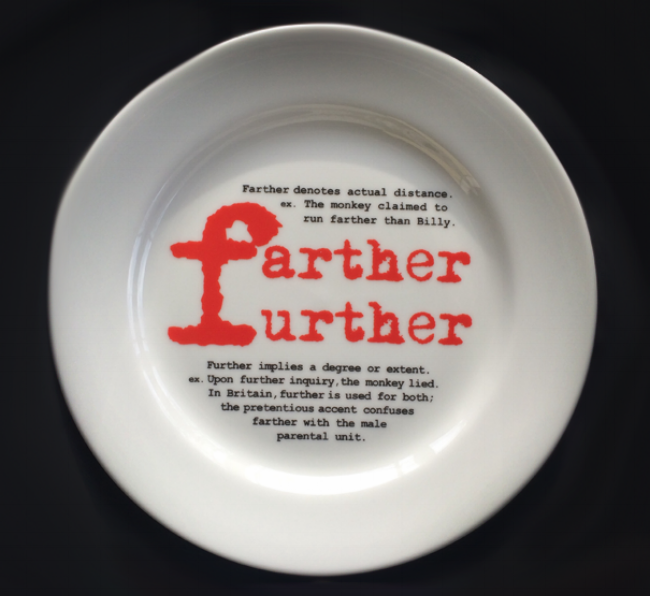 Farther denotes actual distance.
ex. The monkey claimed to
run farther than Billy.
farther
further
Further implies a degree or extent.
ex. Upon further inquiry, the monkey lied.
In Britain, further is used for both;
the pretentious accent confuses
farther with the male
parental unit.